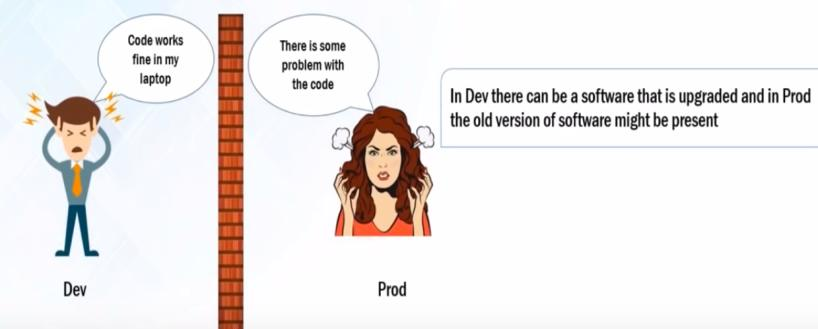 Code works
fine in my
laptop
There is some
problem with
the code
In Dev there can be a software that is upgraded and in Prod
the old version of software might be present
Dev
Prod